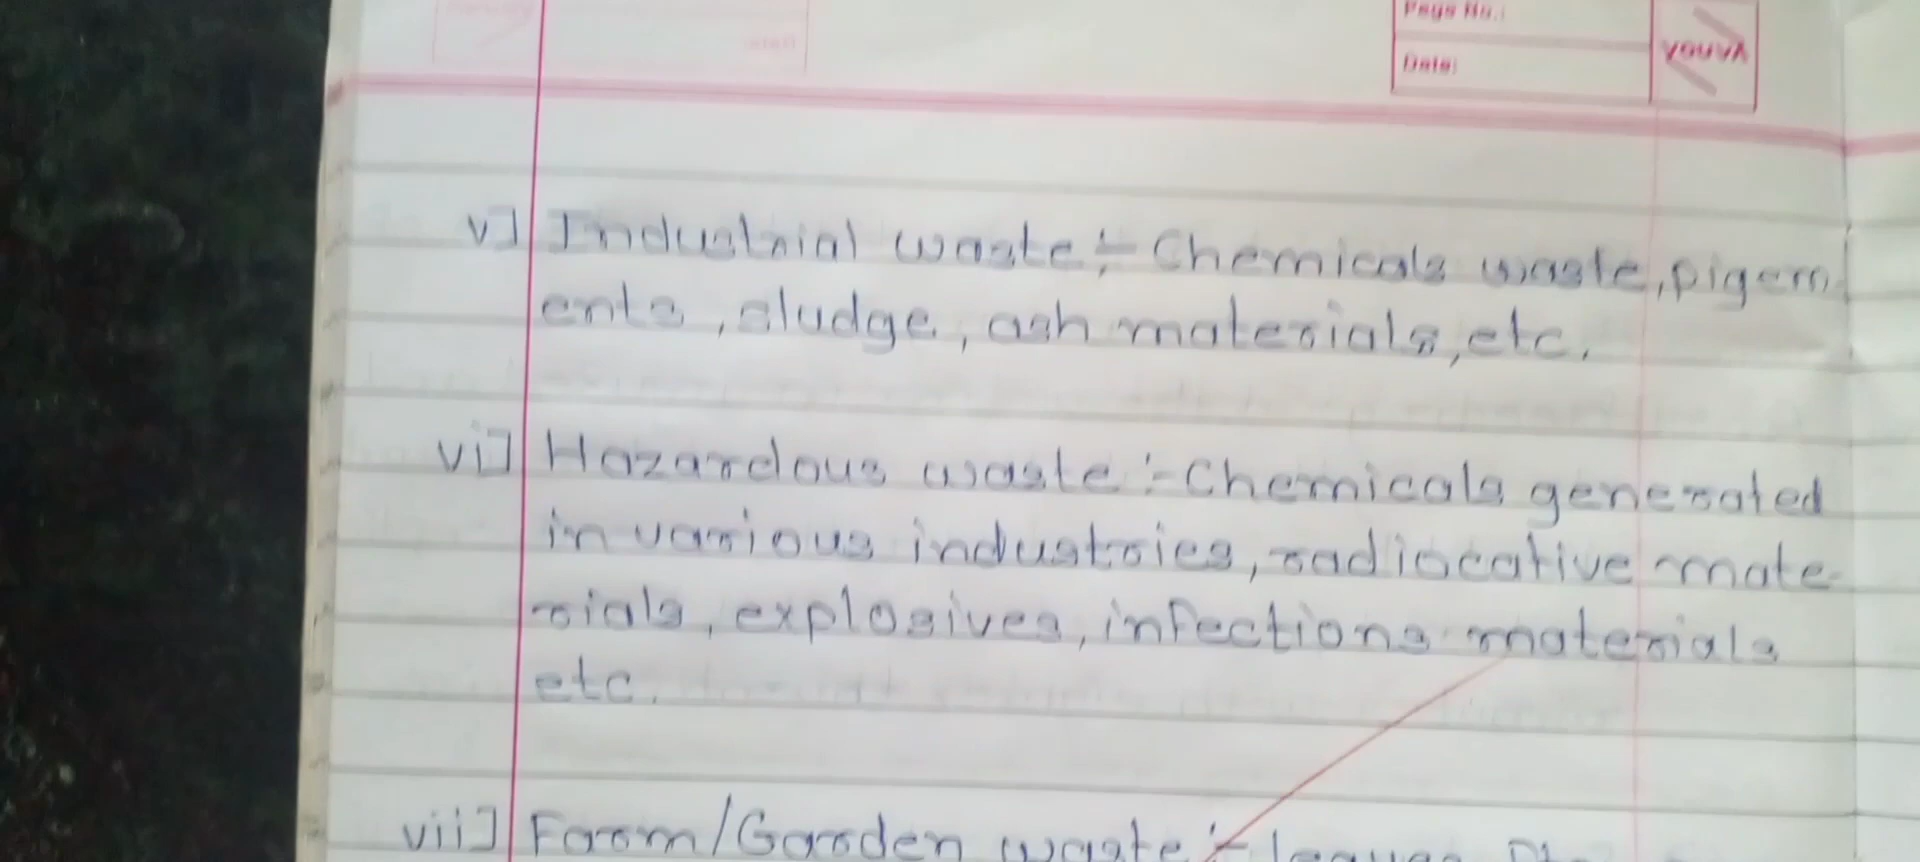 Page No.:
Date:
YOUVA
v] Industrial waste:- Chemicals waste, pigem
ents, sludge, ash materials, etc.
vi] Hazardous waste:- Chemicals generated
in various industries, radiocative mate-
rials, explosives, infections materials
etc.
vii] Farm/Garden waste:- leaves